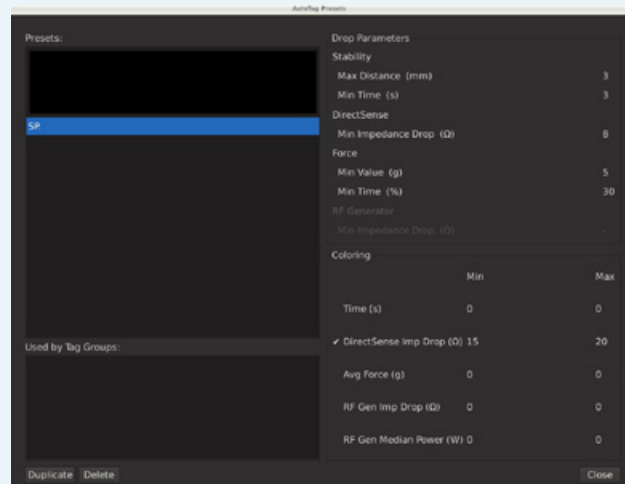 AutoTag Presets
Presets:
SP
Used by Tag Groups:
Duplicate Delete
Drop Parameters
Stability
Max Distance (mm) 3
Min Time (s) 3
DirectSense
Min Impedance Drop (Ω) 8
Force
Min Value (g) 5
Min Time (%) 30
RF Generator
Min Impedance Drop (Ω) -
Coloring
Min Max
Time (s) 0 0
✓ DirectSense Imp Drop (Ω) 15 20
Avg Force (g) 0 0
RF Gen Imp Drop (Ω) 0 0
RF Gen Median Power (W) 0 0
Close